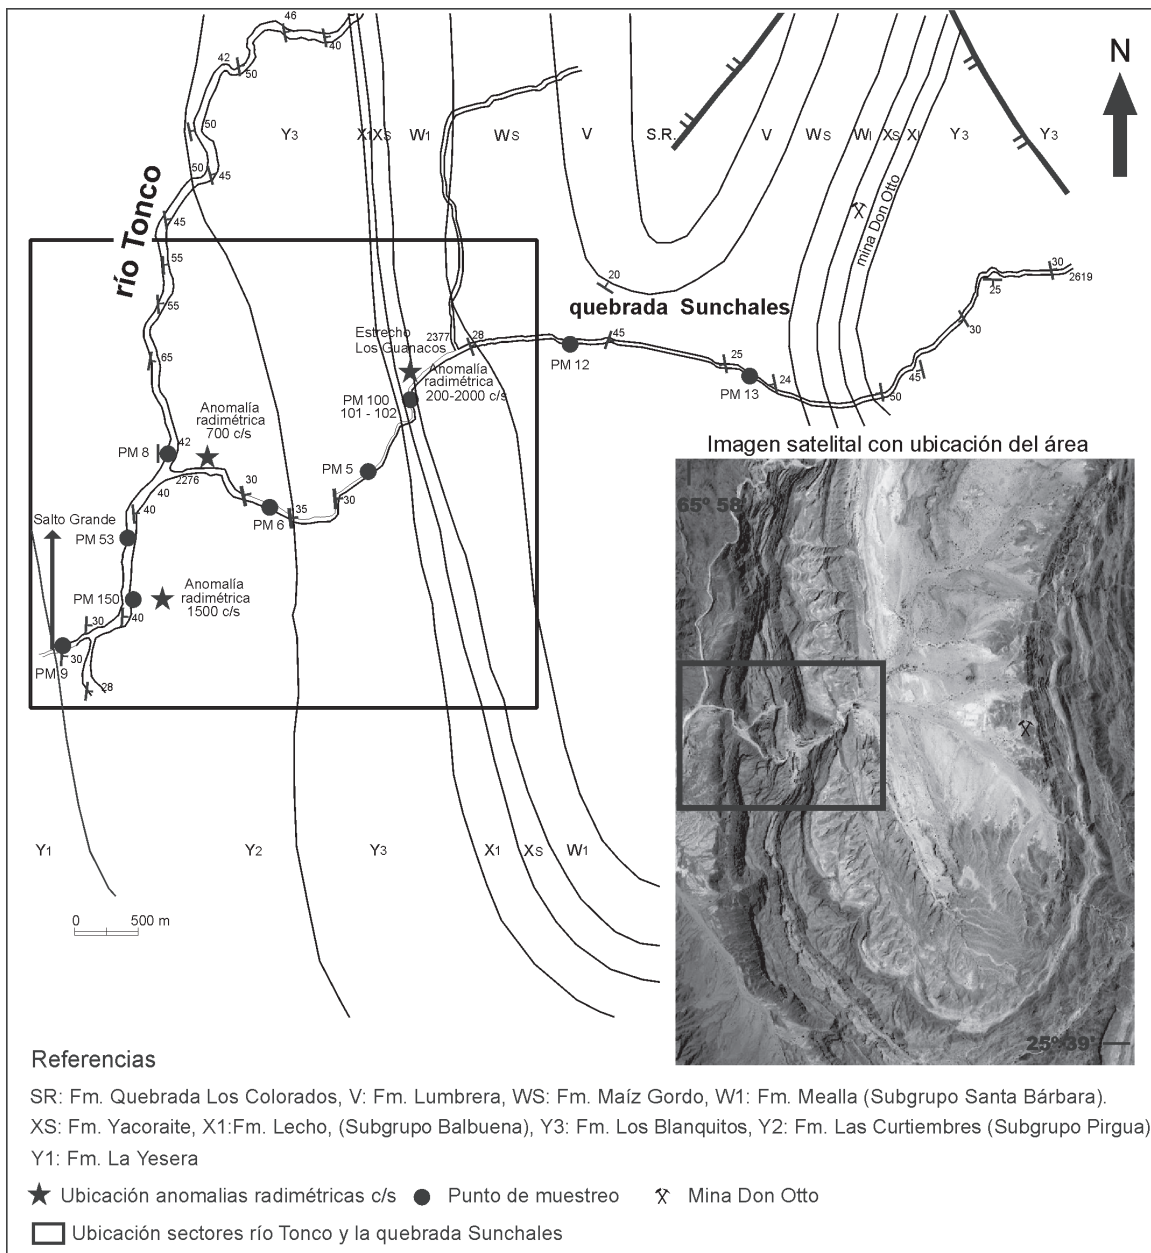 46
40
42
50
N
50
Y3
X1
XS
W1
WS
V
S.R.
V
WS
W1
XS
X1
Y3
Y3
50
45
río Tonco
45
mina Don Otto
55
20
30
2619
25
quebrada Sunchales
55
Estrecho
Los Guanacos
2377
28
45
30
65
PM 12
25
Anomalía
radimétrica
200-2000 c/s
PM 13
24
45
50
PM 100
101 - 102
Anomalía
radimétrica
700 c/s
42
PM 8
Imagen satelital con ubicación del área
65º 58'
2276
PM 5
40
30
30
PM 6
35
Salto Grande
40
PM 53
Anomalía
radimétrica
1500 c/s
PM 150
40
30
PM 9
30
28
Y1
Y2
Y3
X1
XS
W1
0 500 m
25º 39'
Referencias
SR: Fm. Quebrada Los Colorados, V: Fm. Lumbrera, WS: Fm. Maíz Gordo, W1: Fm. Mealla (Subgrupo Santa Bárbara).
XS: Fm. Yacoraite, X1:Fm. Lecho, (Subgrupo Balbuena), Y3: Fm. Los Blanquitos, Y2: Fm. Las Curtiembres (Subgrupo Pirgua)
Y1: Fm. La Yesera
Ubicación anomalias radimétricas c/s
Punto de muestreo
Mina Don Otto
Ubicación sectores río Tonco y la quebrada Sunchales